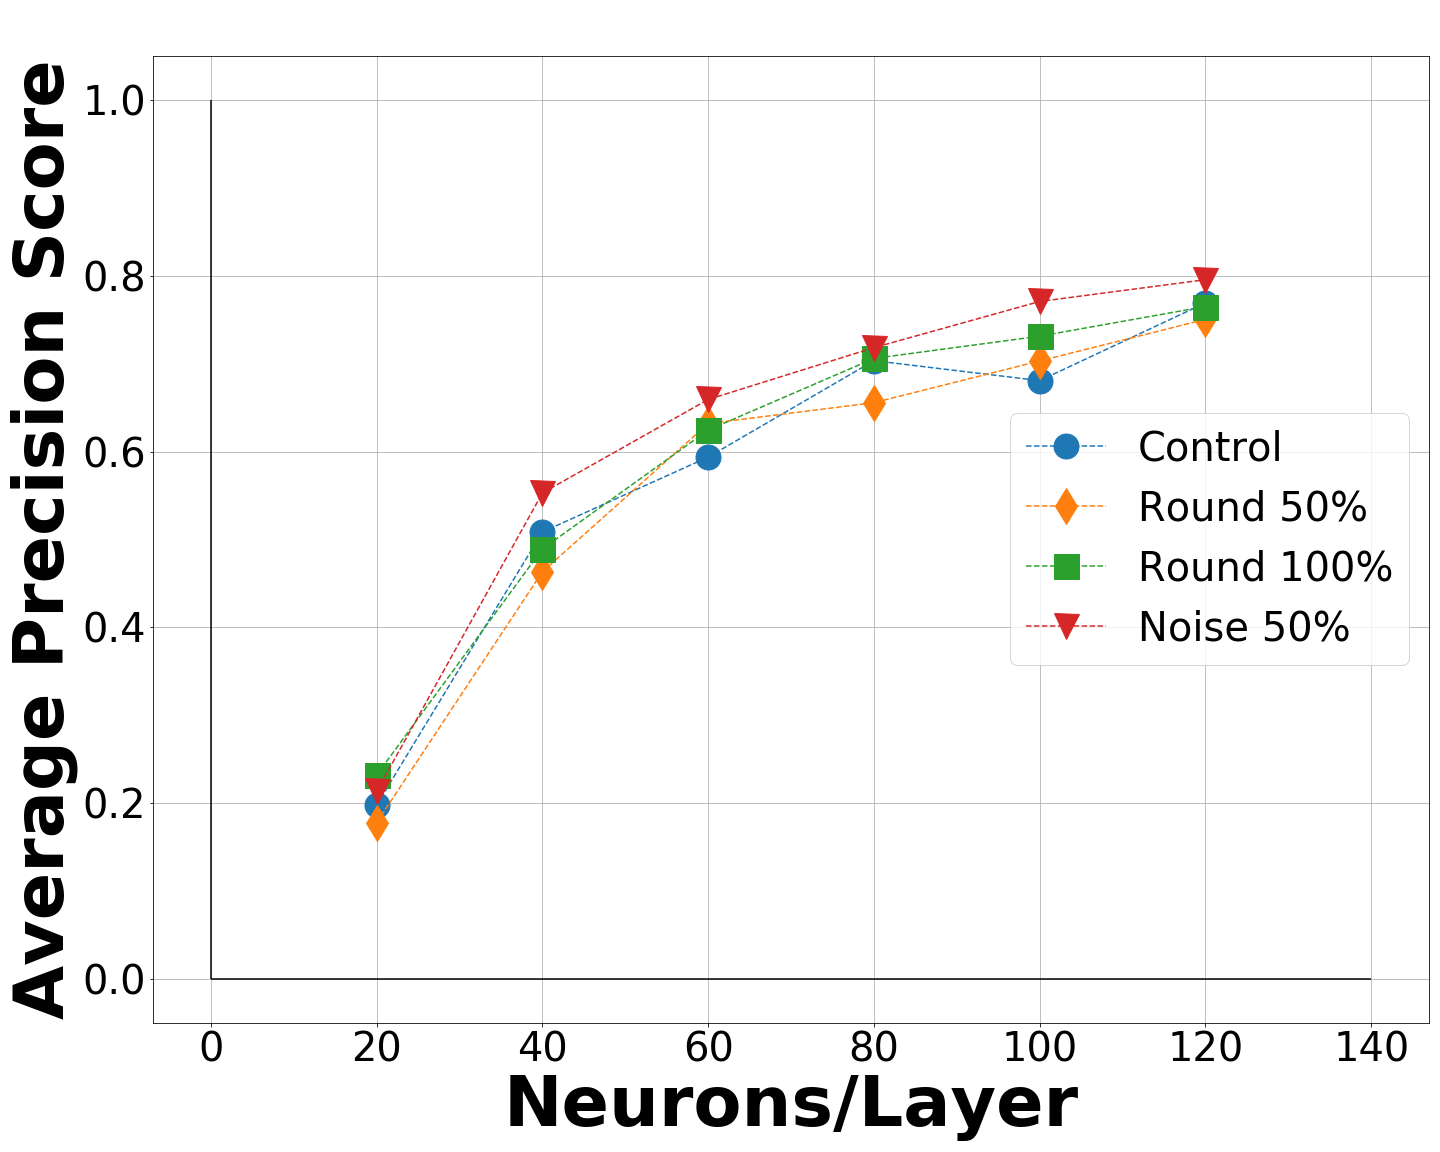 Average Precision Score
1.0
0.8
0.6
0.4
0.2
0.0
Control
Round 50%
Round 100%
Noise 50%
0 20 40 60 80 100 120 140
Neurons/Layer